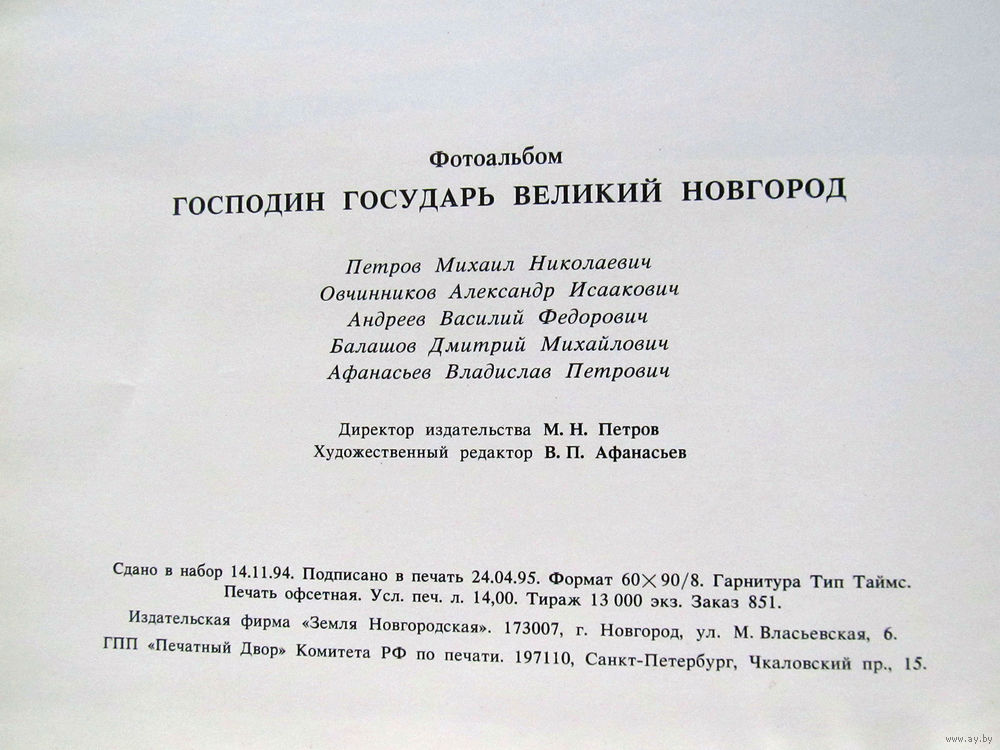 Фотоальбом
ГОСПОДИН ГОСУДАРЬ ВЕЛИКИЙ НОВГОРОД
Петров Михаил Николаевич
Овчинников Александр Исаакович
Андреев Василий Федорович
Балашов Дмитрий Михайлович
Афанасьев Владислав Петрович
Директор издательства М. Н. Петров
Художественный редактор В. П. Афанасьев
Сдано в набор 14.11.94. Подписано в печать 24.04.95. Формат 60×90/8. Гарнитура Тип Таймс.
Печать офсетная. Усл. печ. л. 14,00. Тираж 13 000 экз. Заказ 851.
Издательская фирма «Земля Новгородская». 173007, г. Новгород, ул. М. Власьевская, 6.
ГПП «Печатный Двор» Комитета РФ по печати. 197110, Санкт-Петербург, Чкаловский пр., 15.
www.ay.by